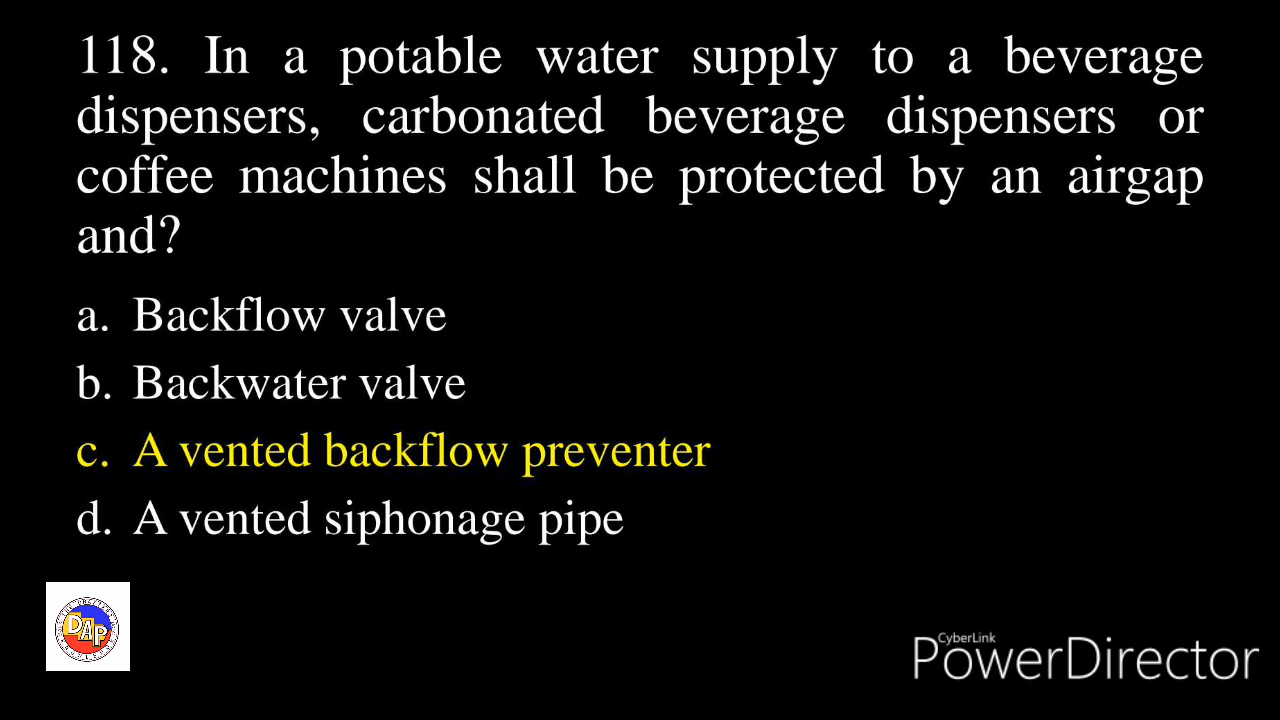 118. In a potable water supply to a beverage
dispensers, carbonated beverage dispensers or
coffee machines shall be protected by an airgap
and?
a. Backflow valve
b. Backwater valve
c. A vented backflow preventer
d. A vented siphonage pipe
DAP
CyberLink
PowerDirector